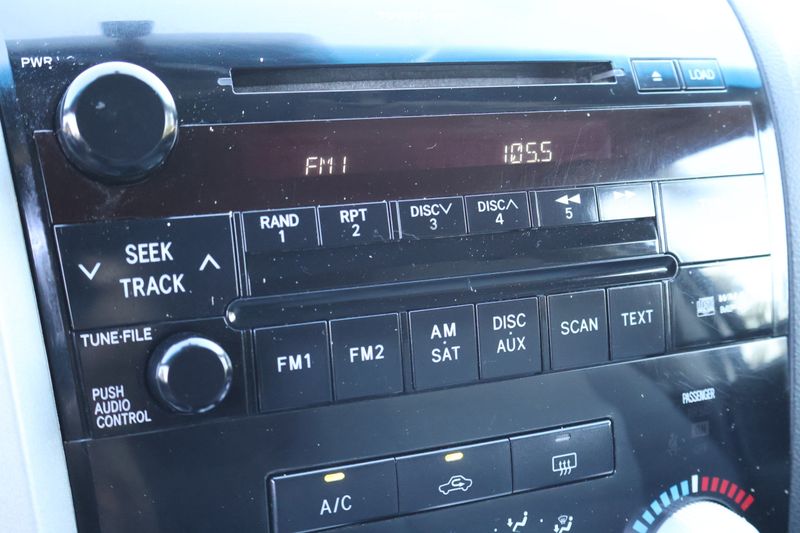 PWR
LOAD
FM1 105.5
RAND 1
RPT 2
DISC 3
DISC 4
5
SEEK
TRACK
TUNE·FILE
PUSH
AUDIO
CONTROL
FM1
FM2
AM·SAT
DISC·AUX
SCAN
TEXT
PASSENGER
A/C